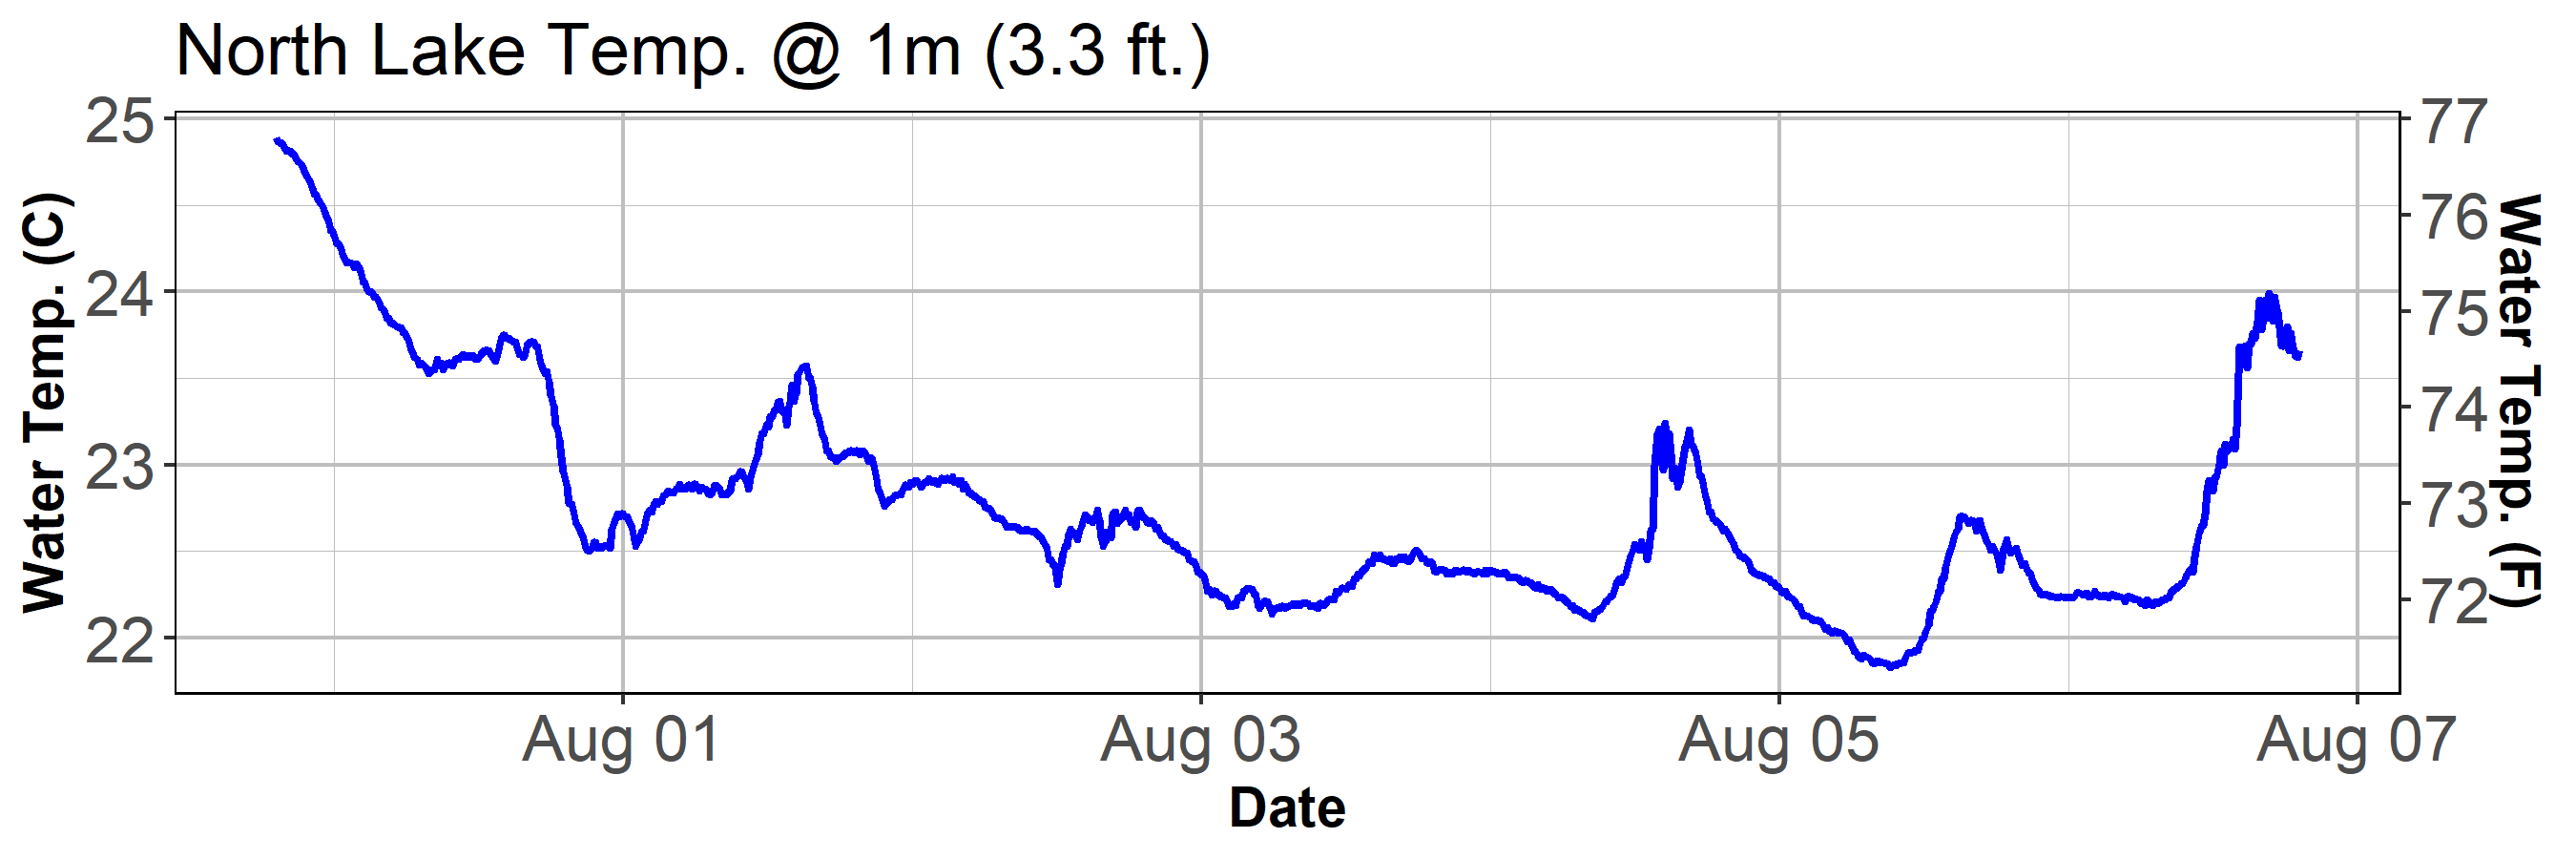 North Lake Temp. @ 1m (3.3 ft.)
Water Temp. (C)
25
24
23
22
77
76
75
74
73
72
Water Temp. (F)
Aug 01 Aug 03 Aug 05 Aug 07
Date